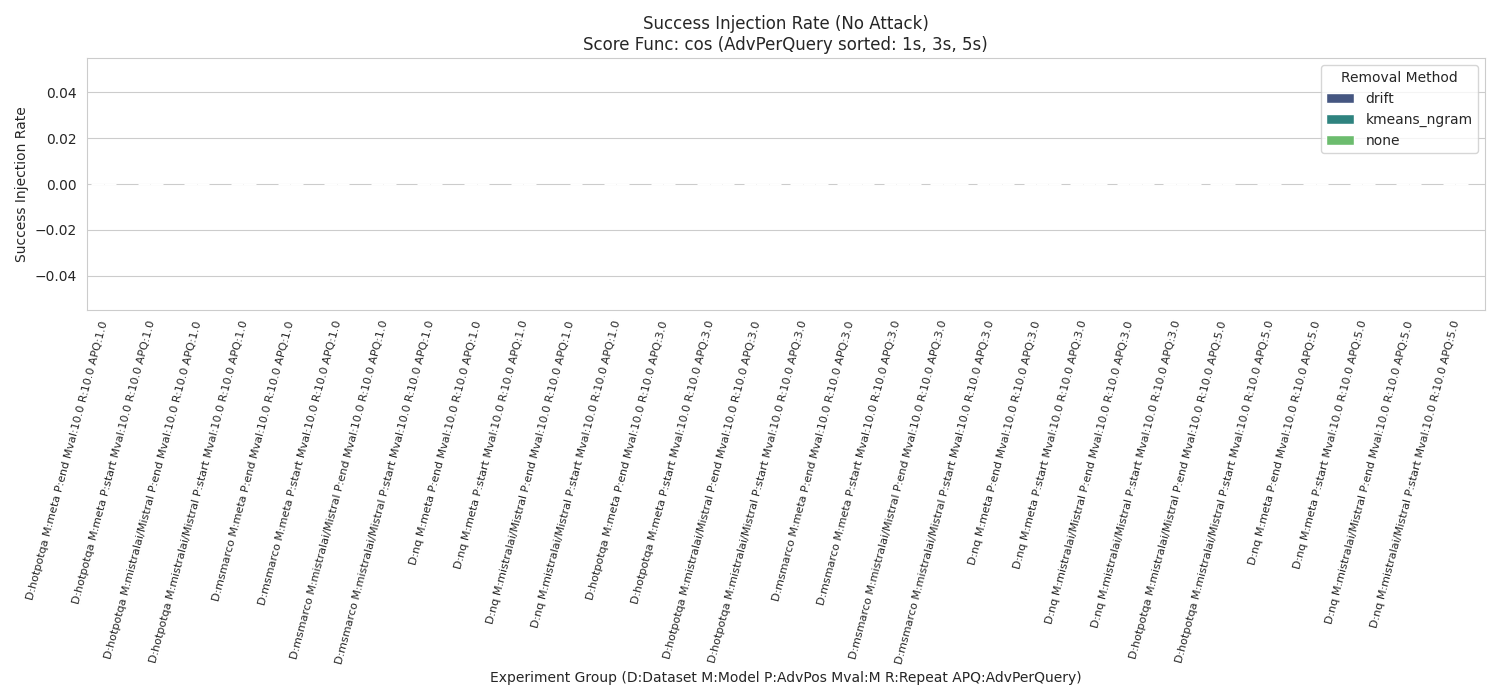 Success Injection Rate (No Attack)
Score Func: cos (AdvPerQuery sorted: 1s, 3s, 5s)
Success Injection Rate
0.04
0.02
0.00
−0.02
−0.04
Removal Method
drift
kmeans_ngram
none
D:hotpotqa M:meta P:end Mval:10.0 R:10.0 APQ:1.0
D:hotpotqa M:meta P:start Mval:10.0 R:10.0 APQ:1.0
D:hotpotqa M:mistralai/Mistral P:end Mval:10.0 R:10.0 APQ:1.0
D:hotpotqa M:mistralai/Mistral P:start Mval:10.0 R:10.0 APQ:1.0
D:msmarco M:meta P:end Mval:10.0 R:10.0 APQ:1.0
D:msmarco M:meta P:start Mval:10.0 R:10.0 APQ:1.0
D:msmarco M:mistralai/Mistral P:end Mval:10.0 R:10.0 APQ:1.0
D:msmarco M:mistralai/Mistral P:start Mval:10.0 R:10.0 APQ:1.0
D:nq M:meta P:end Mval:10.0 R:10.0 APQ:1.0
D:nq M:meta P:start Mval:10.0 R:10.0 APQ:1.0
D:nq M:mistralai/Mistral P:end Mval:10.0 R:10.0 APQ:1.0
D:nq M:mistralai/Mistral P:start Mval:10.0 R:10.0 APQ:1.0
D:hotpotqa M:meta P:end Mval:10.0 R:10.0 APQ:3.0
D:hotpotqa M:meta P:start Mval:10.0 R:10.0 APQ:3.0
D:hotpotqa M:mistralai/Mistral P:end Mval:10.0 R:10.0 APQ:3.0
D:hotpotqa M:mistralai/Mistral P:start Mval:10.0 R:10.0 APQ:3.0
D:msmarco M:meta P:end Mval:10.0 R:10.0 APQ:3.0
D:msmarco M:meta P:start Mval:10.0 R:10.0 APQ:3.0
D:msmarco M:mistralai/Mistral P:end Mval:10.0 R:10.0 APQ:3.0
D:msmarco M:mistralai/Mistral P:start Mval:10.0 R:10.0 APQ:3.0
D:nq M:meta P:end Mval:10.0 R:10.0 APQ:3.0
D:nq M:meta P:start Mval:10.0 R:10.0 APQ:3.0
D:nq M:mistralai/Mistral P:end Mval:10.0 R:10.0 APQ:3.0
D:nq M:mistralai/Mistral P:start Mval:10.0 R:10.0 APQ:3.0
D:hotpotqa M:mistralai/Mistral P:end Mval:10.0 R:10.0 APQ:5.0
D:hotpotqa M:mistralai/Mistral P:start Mval:10.0 R:10.0 APQ:5.0
D:nq M:meta P:end Mval:10.0 R:10.0 APQ:5.0
D:nq M:meta P:start Mval:10.0 R:10.0 APQ:5.0
D:nq M:mistralai/Mistral P:end Mval:10.0 R:10.0 APQ:5.0
D:nq M:mistralai/Mistral P:start Mval:10.0 R:10.0 APQ:5.0
Experiment Group (D:Dataset M:Model P:AdvPos Mval:M R:Repeat APQ:AdvPerQuery)